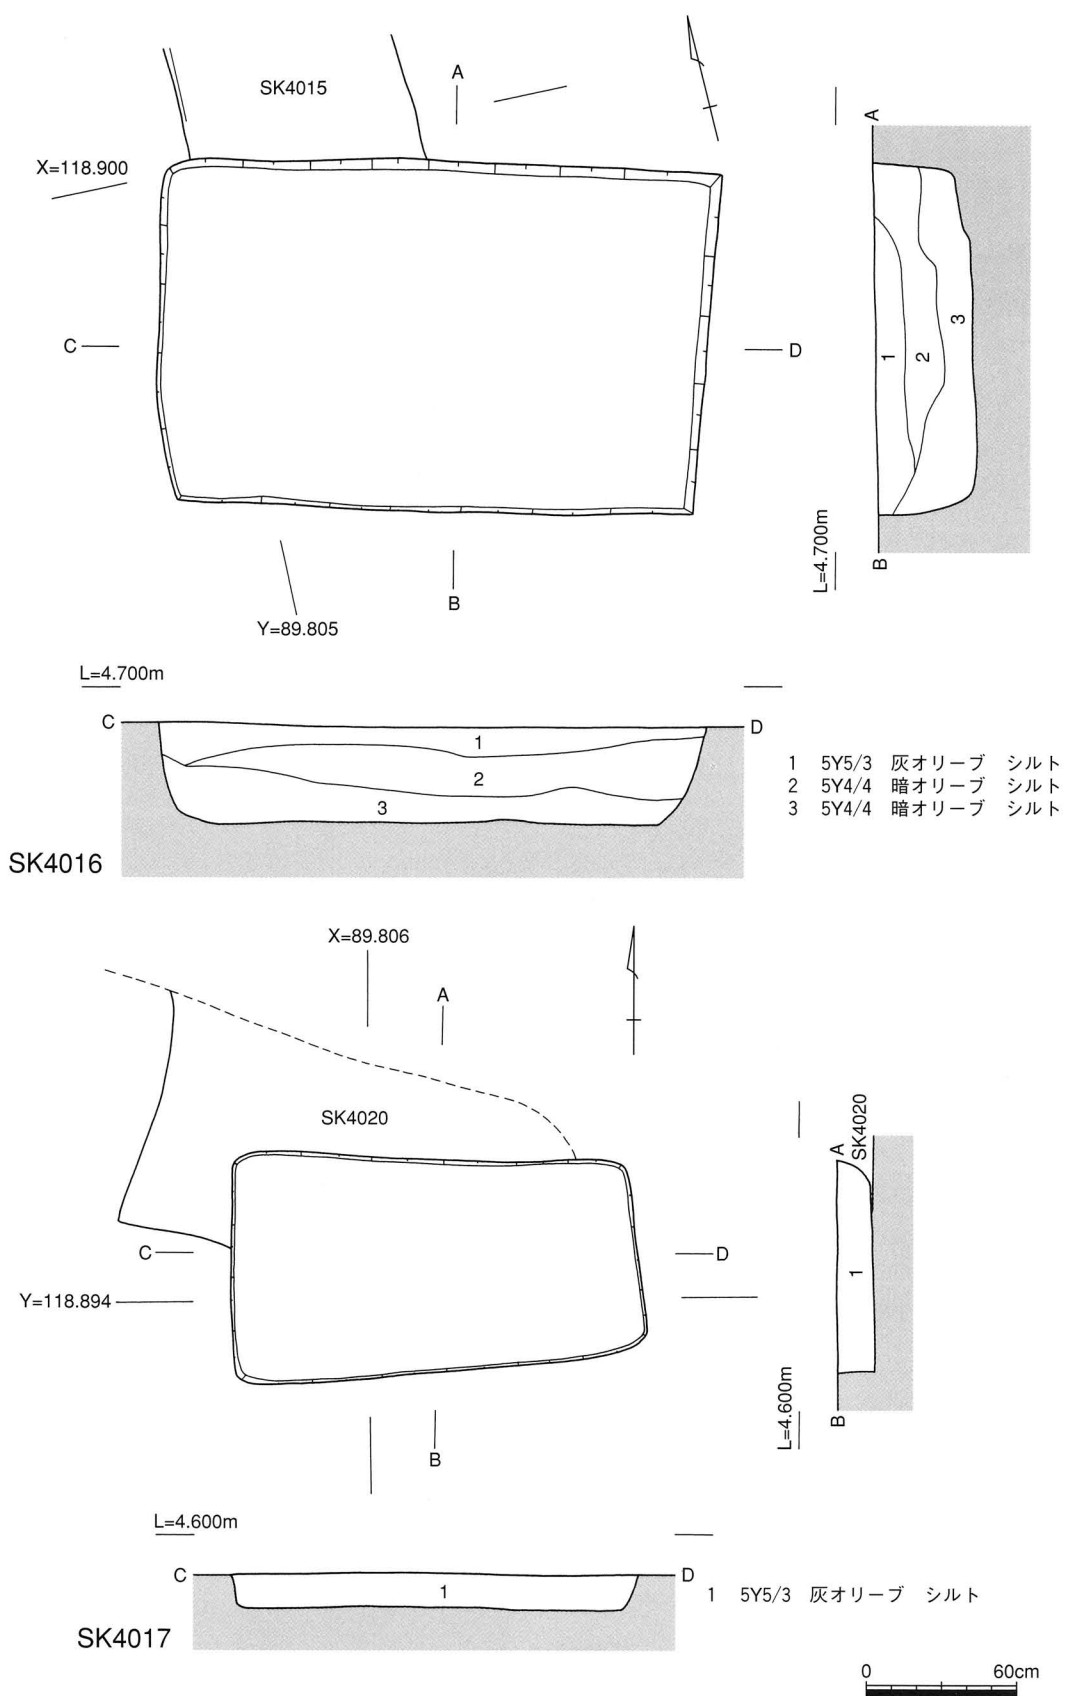 SK4015
A
X=118.900
A
C
D
1
2
3
B
L=4.700m
B
Y=89.805
L=4.700m
C
D
1
2
3
1 5Y5/3 灰オリーブ シルト
2 5Y4/4 暗オリーブ シルト
3 5Y4/4 暗オリーブ シルト
SK4016
X=89.806
A
SK4020
SK4020
A
C
D
1
Y=118.894
L=4.600m
B
B
L=4.600m
C
D
1
1 5Y5/3 灰オリーブ シルト
SK4017
0 60cm